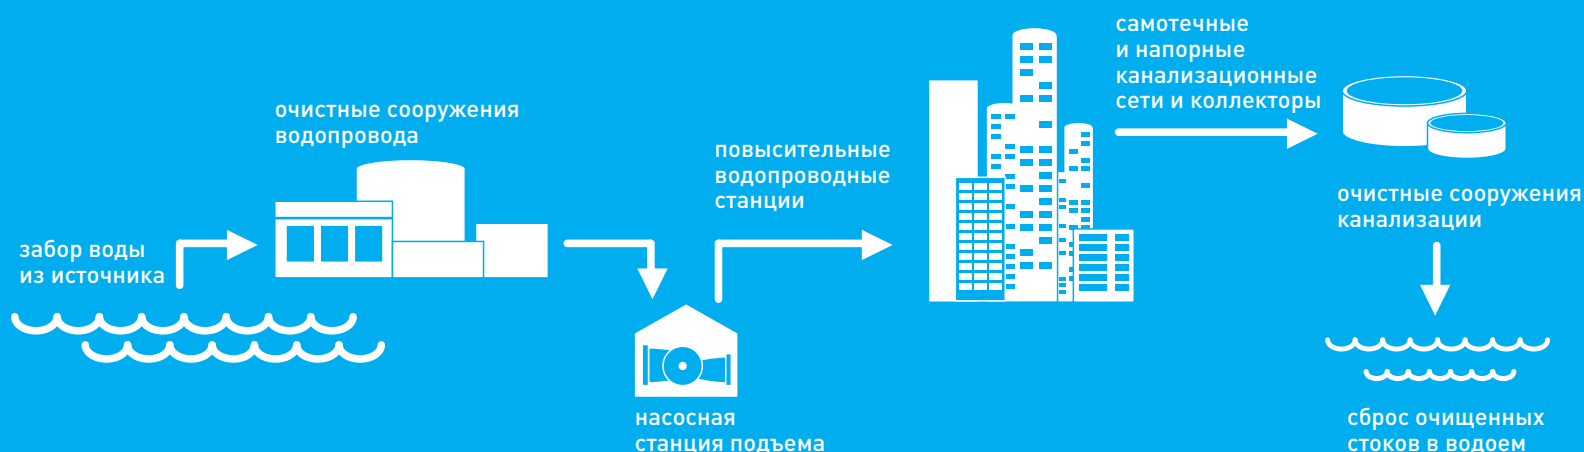 забор воды
из источника
очистные сооружения
водопровода
насосная
станция подъема
повысительные
водопроводные
станции
самотечные
и напорные
канализационные
сети и коллекторы
очистные сооружения
канализации
сброс очищенных
стоков в водоем